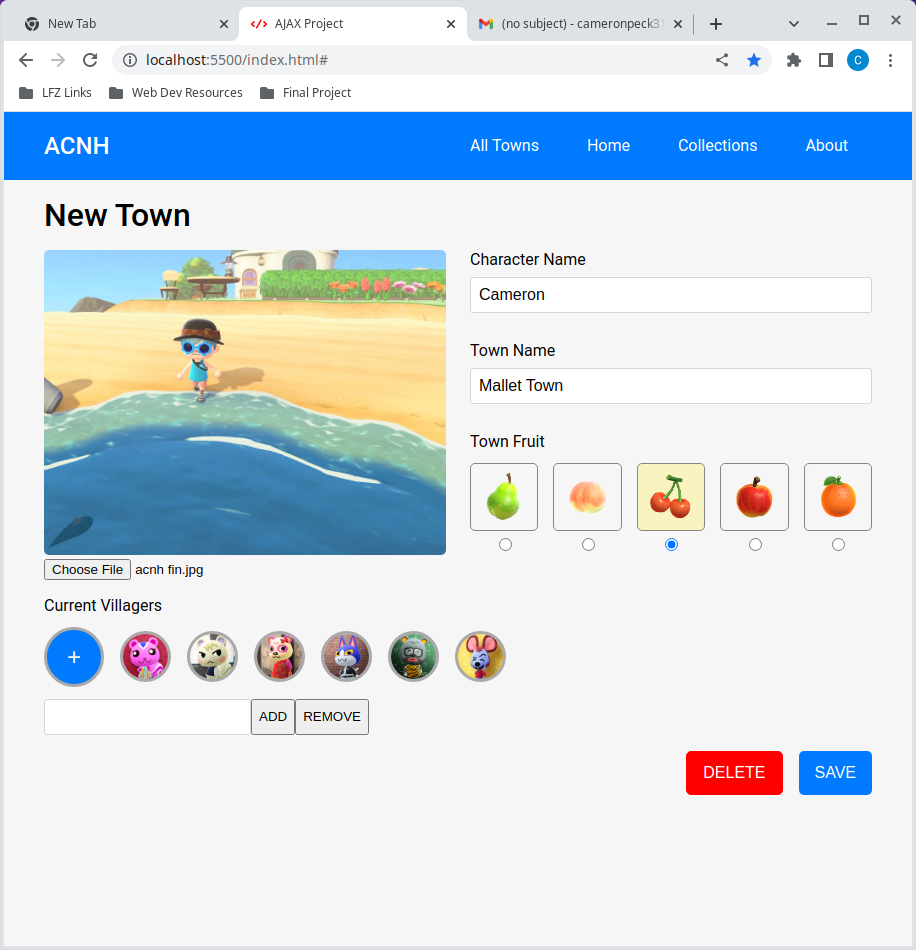 New Tab
AJAX Project
(no subject) - cameronpeck31
localhost:5500/index.html#
C
LFZ Links
Web Dev Resources
Final Project
ACNH
All Towns
Home
Collections
About
New Town
Character Name
Cameron
Town Name
Mallet Town
Town Fruit
Choose File acnh fin.jpg
Current Villagers
+
ADD
REMOVE
DELETE
SAVE